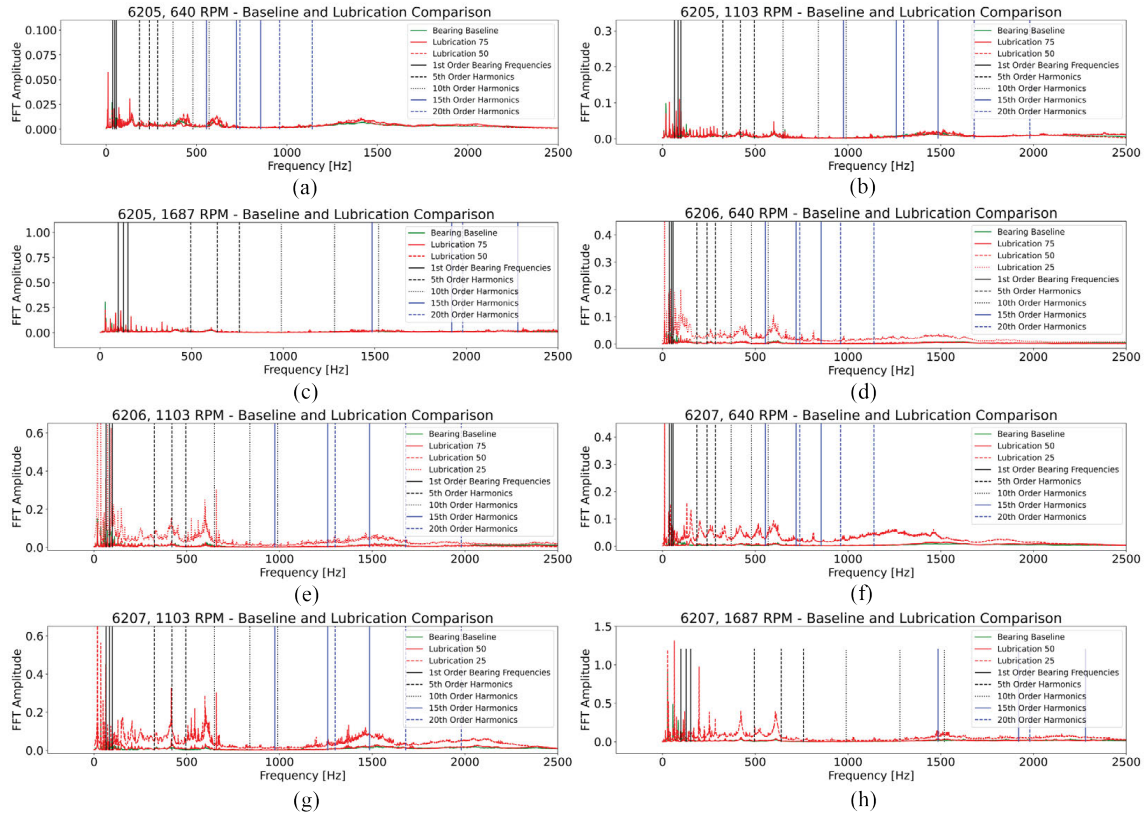 6205, 640 RPM - Baseline and Lubrication Comparison
FFT Amplitude
0.100
0.075
0.050
0.025
0.000
Bearing Baseline
Lubrication 75
Lubrication 50
1st Order Bearing Frequencies
5th Order Harmonics
10th Order Harmonics
15th Order Harmonics
20th Order Harmonics
0 500 1000 1500 2000 2500
Frequency [Hz]
(a)
6205, 1103 RPM - Baseline and Lubrication Comparison
FFT Amplitude
0.3
0.2
0.1
0.0
Bearing Baseline
Lubrication 75
Lubrication 50
1st Order Bearing Frequencies
5th Order Harmonics
10th Order Harmonics
15th Order Harmonics
20th Order Harmonics
0 500 1000 1500 2000 2500
Frequency [Hz]
(b)
6205, 1687 RPM - Baseline and Lubrication Comparison
FFT Amplitude
1.00
0.75
0.50
0.25
0.00
Bearing Baseline
Lubrication 75
Lubrication 50
1st Order Bearing Frequencies
5th Order Harmonics
10th Order Harmonics
15th Order Harmonics
20th Order Harmonics
0 500 1000 1500 2000 2500
Frequency [Hz]
(c)
6206, 640 RPM - Baseline and Lubrication Comparison
FFT Amplitude
0.4
0.3
0.2
0.1
0.0
Bearing Baseline
Lubrication 75
Lubrication 50
Lubrication 25
1st Order Bearing Frequencies
5th Order Harmonics
10th Order Harmonics
15th Order Harmonics
20th Order Harmonics
0 500 1000 1500 2000 2500
Frequency [Hz]
(d)
6206, 1103 RPM - Baseline and Lubrication Comparison
FFT Amplitude
0.6
0.4
0.2
0.0
Bearing Baseline
Lubrication 75
Lubrication 50
Lubrication 25
1st Order Bearing Frequencies
5th Order Harmonics
10th Order Harmonics
15th Order Harmonics
20th Order Harmonics
0 500 1000 1500 2000 2500
Frequency [Hz]
(e)
6207, 640 RPM - Baseline and Lubrication Comparison
FFT Amplitude
0.4
0.3
0.2
0.1
0.0
Bearing Baseline
Lubrication 50
Lubrication 25
1st Order Bearing Frequencies
5th Order Harmonics
10th Order Harmonics
15th Order Harmonics
20th Order Harmonics
0 500 1000 1500 2000 2500
Frequency [Hz]
(f)
6207, 1103 RPM - Baseline and Lubrication Comparison
FFT Amplitude
0.6
0.4
0.2
0.0
Bearing Baseline
Lubrication 50
Lubrication 25
1st Order Bearing Frequencies
5th Order Harmonics
10th Order Harmonics
15th Order Harmonics
20th Order Harmonics
0 500 1000 1500 2000 2500
Frequency [Hz]
(g)
6207, 1687 RPM - Baseline and Lubrication Comparison
FFT Amplitude
1.5
1.0
0.5
0.0
Bearing Baseline
Lubrication 50
Lubrication 25
1st Order Bearing Frequencies
5th Order Harmonics
10th Order Harmonics
15th Order Harmonics
20th Order Harmonics
0 500 1000 1500 2000 2500
Frequency [Hz]
(h)